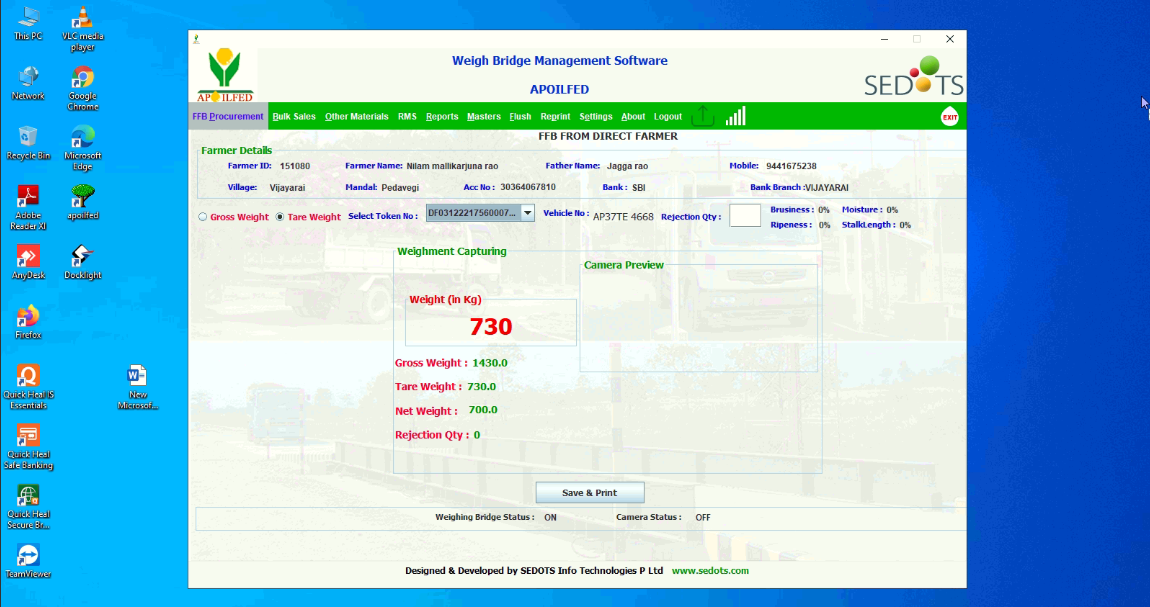 This PC
VLC media
player
Network
Google
Chrome
Recycle Bin
Microsoft
Edge
Adobe
Reader XI
apoilfed
AnyDesk
Docklight
Firefox
Quick Heal IS
Essentials
New
Microsof...
Quick Heal
Safe Banking
Quick Heal
Secure Br...
TeamViewer
APOILFED
Weigh Bridge Management Software
APOILFED
SEDOTS
FFB Procurement Bulk Sales Other Materials RMS Reports Masters Flush Reprint Settings About Logout EXIT
FFB FROM DIRECT FARMER
Farmer Details
Farmer ID: 151080 Farmer Name: Nilam mallikarjuna rao Father Name: Jagga rao Mobile: 9441675238
Village: Vijayarai Mandal: Pedavegi Acc No : 30364067810 Bank : SBI Bank Branch :VIJAYARAI
Gross Weight Tare Weight Select Token No : DF03122217560007... Vehicle No : AP37TE 4668 Rejection Qty :
Brusiness : 0% Moisture : 0%
Ripeness : 0% StalkLength : 0%
Weighment Capturing
Camera Preview
Weight (in Kg)
730
Gross Weight : 1430.0
Tare Weight : 730.0
Net Weight : 700.0
Rejection Qty : 0
Save & Print
Weighing Bridge Status : ON Camera Status : OFF
Designed & Developed by SEDOTS Info Technologies P Ltd www.sedots.com